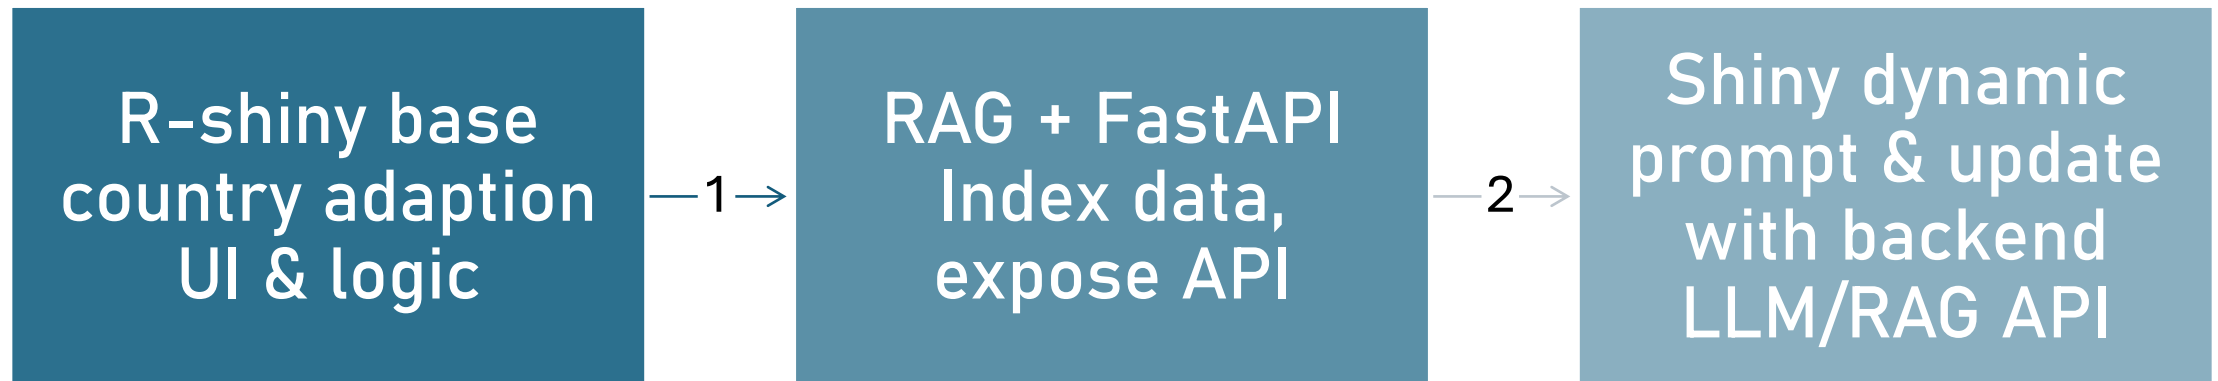 R-shiny base
country adaption
UI & logic
1
RAG + FastAPI
Index data,
expose API
2
Shiny dynamic
prompt & update
with backend
LLM/RAG API